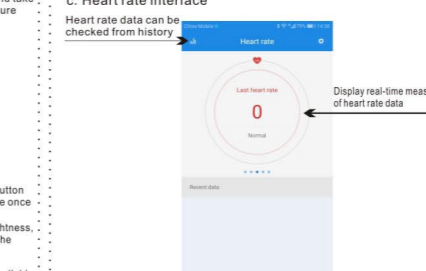 ure
c. Heart rate interface
Heart rate data can be
checked from history
Heart rate
Last heart rate
0
Normal
Recent data
Display real-time meas
of heart rate data
utton
e once
htness,
he